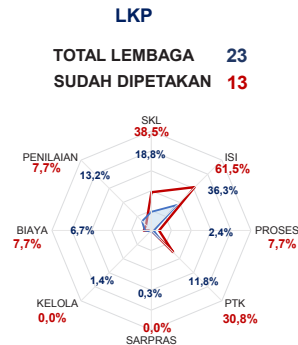 LKP
TOTAL LEMBAGA 23
SUDAH DIPETAKAN 13
SKL
38,5%
18,8%
PENILAIAN
7,7%
13,2%
ISI
61,5%
36,3%
BIAYA
7,7%
6,7%
2,4%
PROSES
7,7%
1,4%
11,8%
KELOLA
0,0%
0,3%
PTK
30,8%
0,0%
SARPRAS